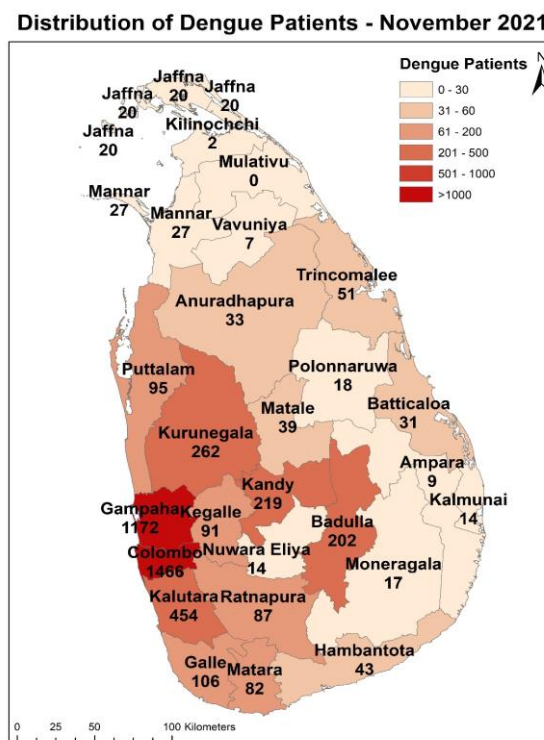 Distribution of Dengue Patients - November 2021
N
Dengue Patients
0 - 30
31 - 60
61 - 200
201 - 500
501 - 1000
>1000
Jaffna
20
Jaffna
20
Jaffna
20
Jaffna
20
Kilinochchi
2
Mulativu
0
Mannar
27
Mannar
27
Vavuniya
7
Trincomalee
51
Anuradhapura
33
Puttalam
95
Polonnaruwa
18
Matale
39
Batticaloa
31
Kurunegala
262
Ampara
9
Kalmunai
14
Kandy
219
Gampaha
1172
Kegalle
91
Badulla
202
Colombo
1466
Nuwara Eliya
14
Moneragala
17
Kalutara
454
Ratnapura
87
Hambantota
43
Galle
106
Matara
82
0 25 50 100 Kilometers